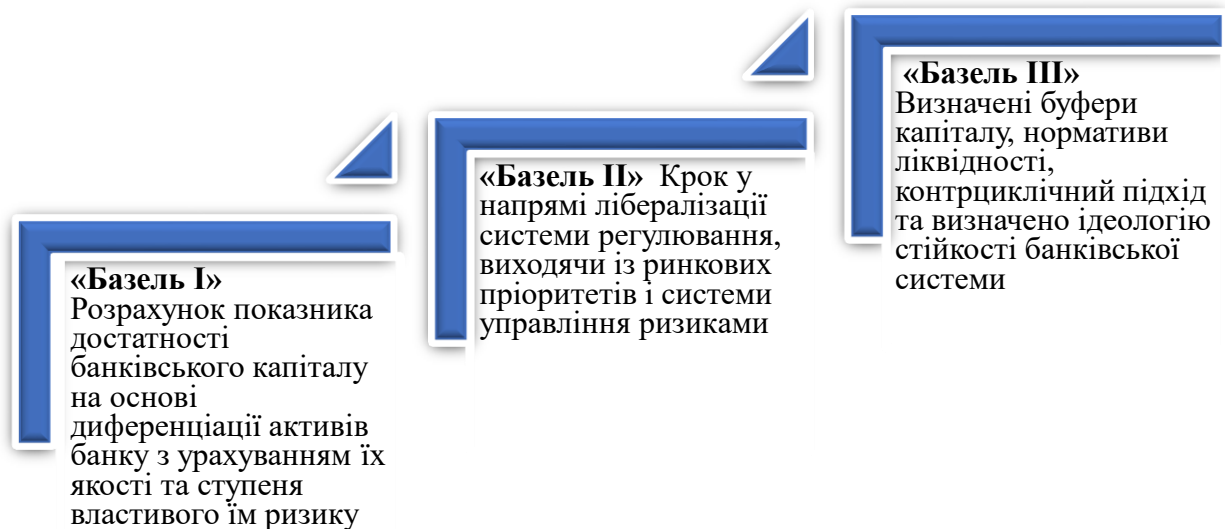 «Базель І»
Розрахунок показника
достатності
банківського капіталу
на основі
диференціації активів
банку з урахуванням їх
якості та ступеня
властивого їм ризику
«Базель ІІ» Крок у
напрямі лібералізації
системи регулювання,
виходячи із ринкових
пріоритетів і системи
управління ризиками
«Базель ІІІ»
Визначені буфери
капіталу, нормативи
ліквідності,
контрциклічний підхід
та визначено ідеологію
стійкості банківської
системи